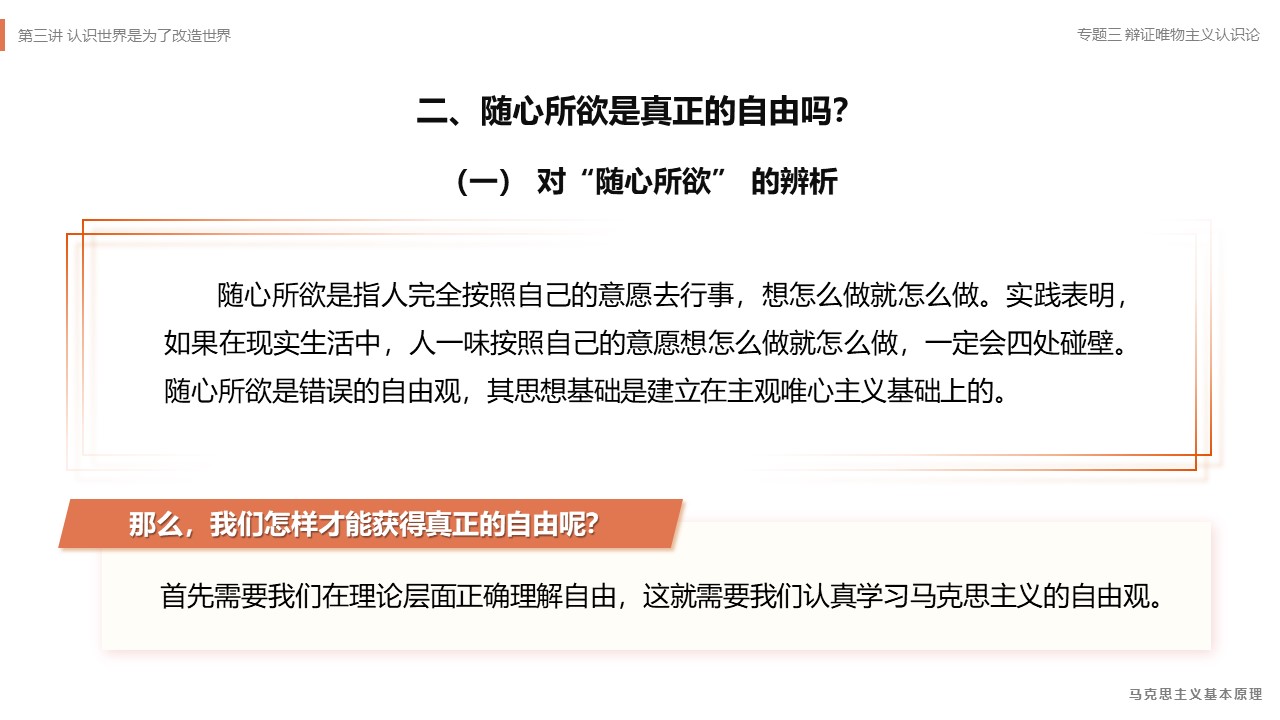 第三讲 认识世界是为了改造世界
专题三 辩证唯物主义认识论
二、随心所欲是真正的自由吗？
（一） 对“随心所欲” 的辨析
随心所欲是指人完全按照自己的意愿去行事，想怎么做就怎么做。实践表明，
如果在现实生活中，人一味按照自己的意愿想怎么做就怎么做，一定会四处碰壁。
随心所欲是错误的自由观，其思想基础是建立在主观唯心主义基础上的。
那么，我们怎样才能获得真正的自由呢？
首先需要我们在理论层面正确理解自由，这就需要我们认真学习马克思主义的自由观。
马克思主义基本原理